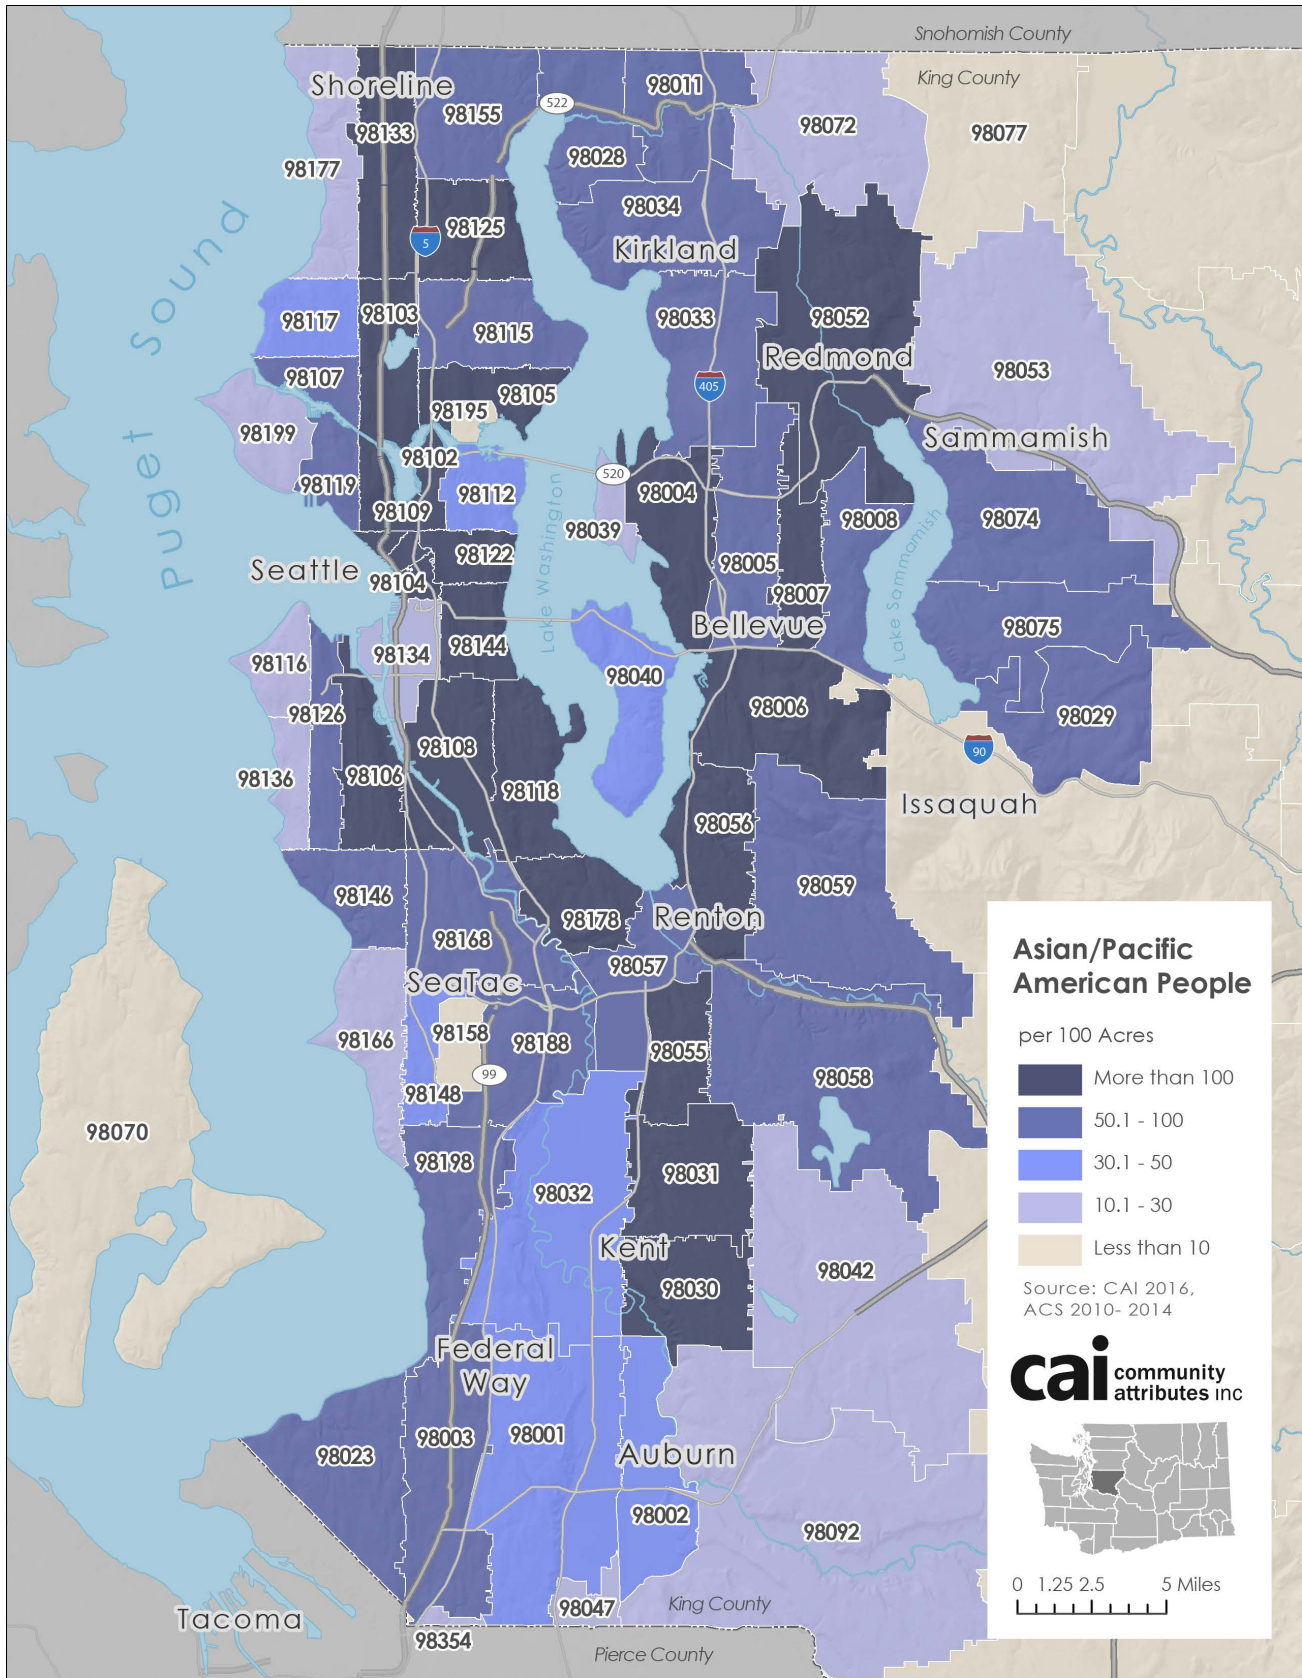 Snohomish County
King County
Shoreline
98133
98155
522
98011
98072
98077
98177
98028
98034
98125
5
Kirkland
Puget Sound
98117
98103
98115
98033
98052
Redmond
98053
98107
98105
405
98195
98199
98102
520
Sammamish
98119
98112
98004
98109
98039
98008
98074
Lake Washington
98122
98005
Lake Sammamish
Seattle
98104
98007
98144
Bellevue
98075
98116
98134
98040
98126
98006
98029
98108
90
98136
98106
98118
Issaquah
98056
98059
98146
98178
Renton
98168
98057
SeaTac
98158
98188
98166
98055
99
98148
98058
98070
98198
98031
98032
Kent
98042
98030
Federal
Way
98023
98003
98001
Auburn
98002
98092
98047
King County
Tacoma
98354
Pierce County
Asian/Pacific
American People
per 100 Acres
More than 100
50.1 - 100
30.1 - 50
10.1 - 30
Less than 10
Source: CAI 2016,
ACS 2010- 2014
cai community
attributes inc
0 1.25 2.5 5 Miles